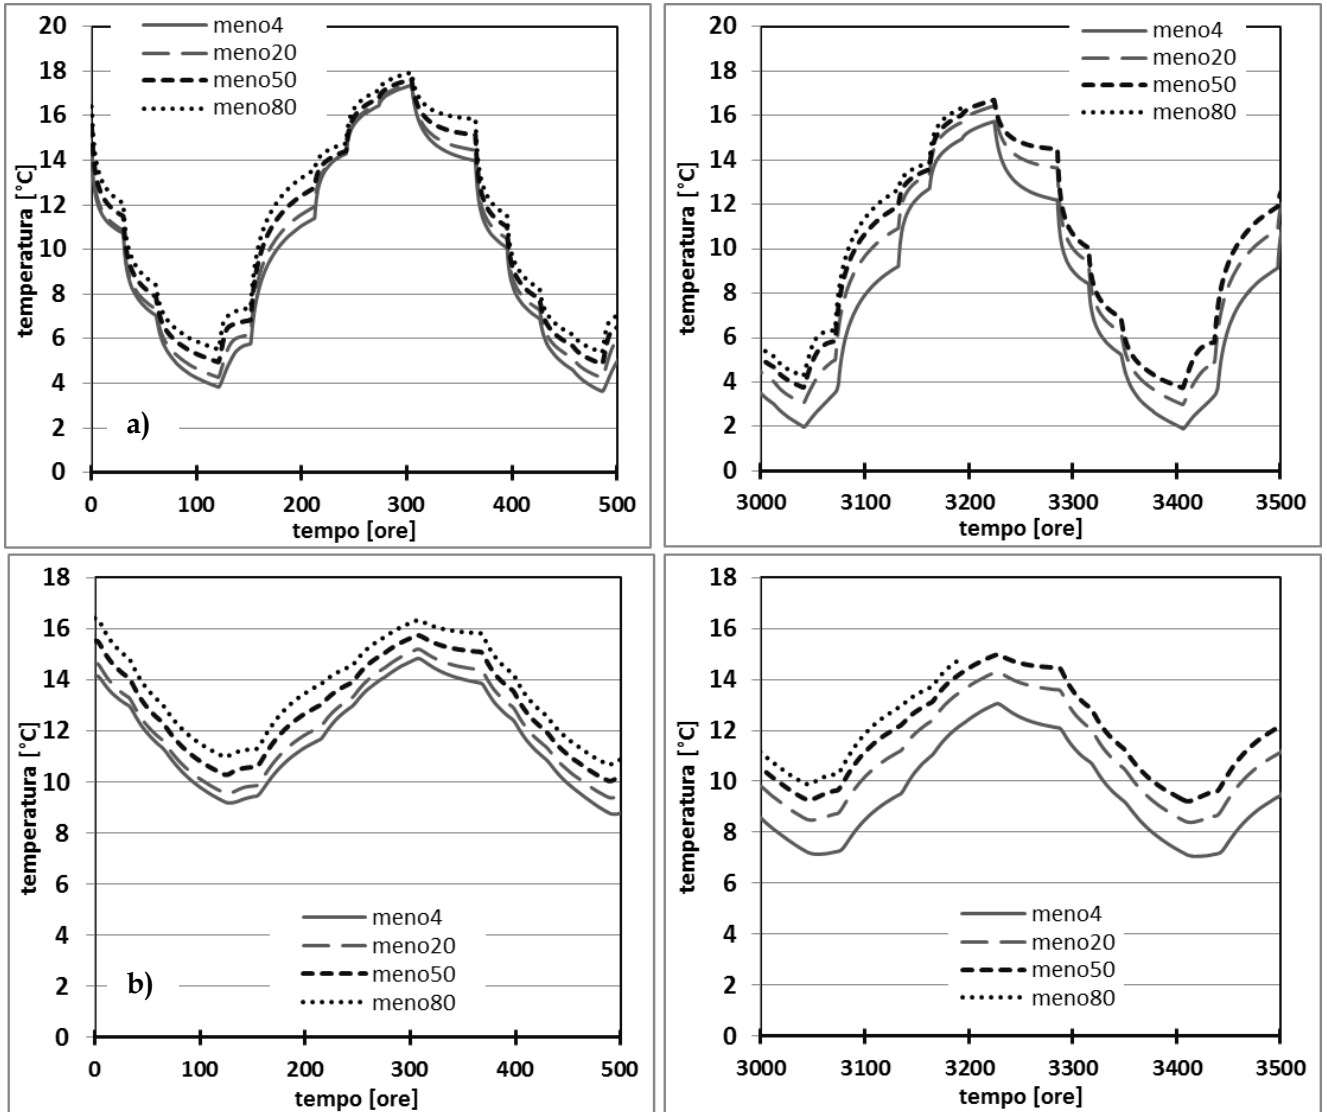 meno4
meno20
meno50
meno80
20
18
16
14
12
10
8
6
4
2
0
temperatura [°C]
a)
0 100 200 300 400 500
tempo [ore]
meno4
meno20
meno50
meno80
20
18
16
14
12
10
8
6
4
2
0
temperatura [°C]
3000 3100 3200 3300 3400 3500
tempo [ore]
18
16
14
12
10
8
6
4
2
0
temperatura [°C]
meno4
meno20
meno50
meno80
b)
0 100 200 300 400 500
tempo [ore]
18
16
14
12
10
8
6
4
2
0
temperatura [°C]
meno4
meno20
meno50
meno80
3000 3100 3200 3300 3400 3500
tempo [ore]